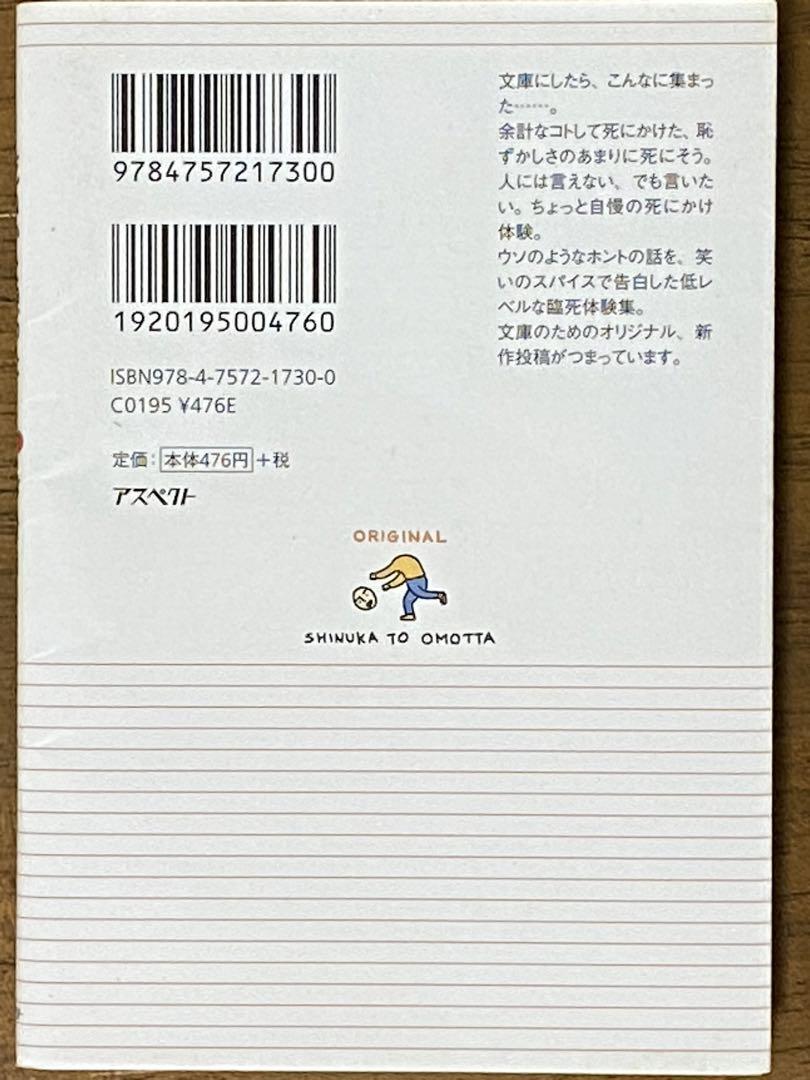 9784757217300
1920195004760
ISBN978-4-7572-1730-0
C0195 ¥476E
定価：本体476円+税
アスペクト
文庫にしたら、こんなに集まっ
た……。
余計なコトして死にかけた、恥
ずかしさのあまりに死にそう。
人には言えない、でも言いた
い。ちょっと自慢の死にかけ
体験。
ウソのようなホントの話を、笑
いのスパイスで告白した低レ
ベルな臨死体験集。
文庫のためのオリジナル、新
作投稿がつまっています。
ORIGINAL
SHINUKA TO OMOTTA